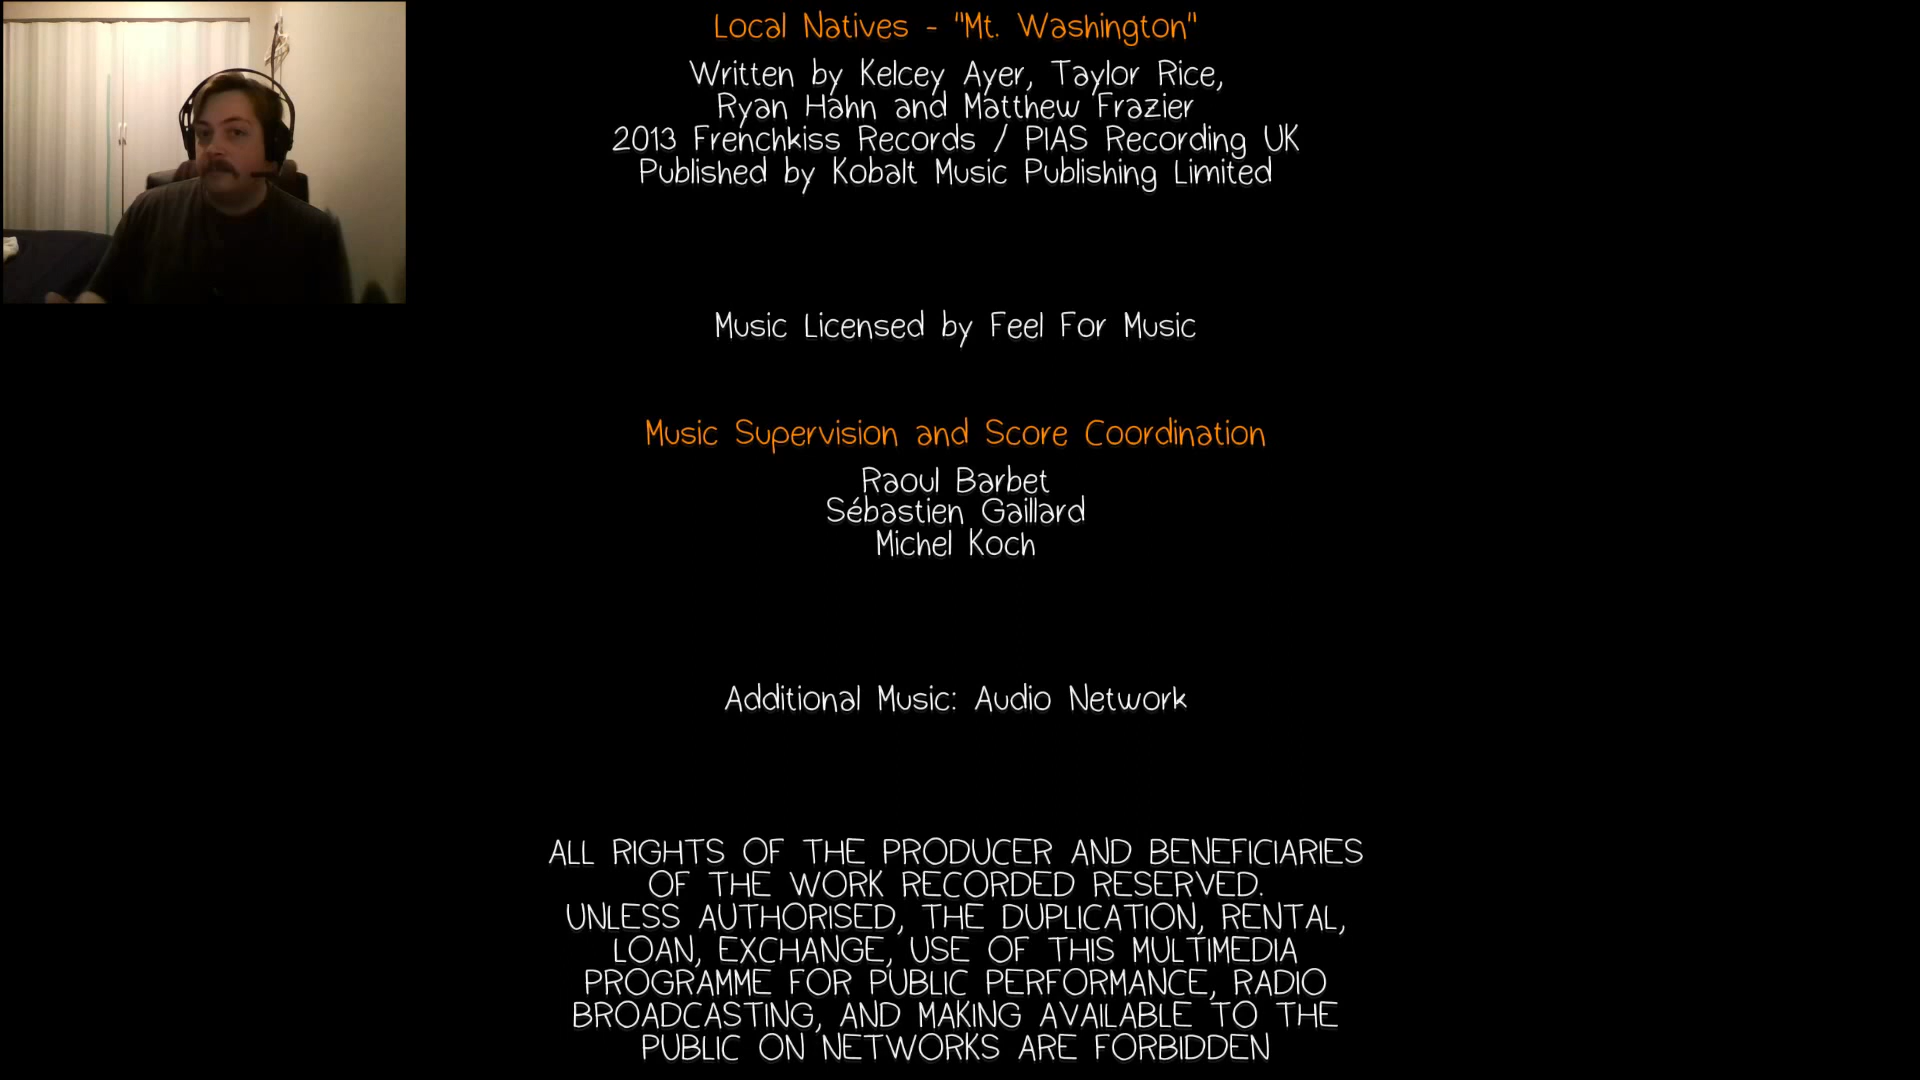 Local Natives - "Mt. Washington"
Written by Kelcey Ayer, Taylor Rice,
Ryan Hahn and Matthew Frazier
2013 Frenchkiss Records / PIAS Recording UK
Published by Kobalt Music Publishing Limited
Music Licensed by Feel For Music
Music Supervision and Score Coordination
Raoul Barbet
Sébastien Gaillard
Michel Koch
Additional Music: Audio Network
ALL RIGHTS OF THE PRODUCER AND BENEFICIARIES
OF THE WORK RECORDED RESERVED.
UNLESS AUTHORISED, THE DUPLICATION, RENTAL,
LOAN, EXCHANGE, USE OF THIS MULTIMEDIA
PROGRAMME FOR PUBLIC PERFORMANCE, RADIO
BROADCASTING, AND MAKING AVAILABLE TO THE
PUBLIC ON NETWORKS ARE FORBIDDEN